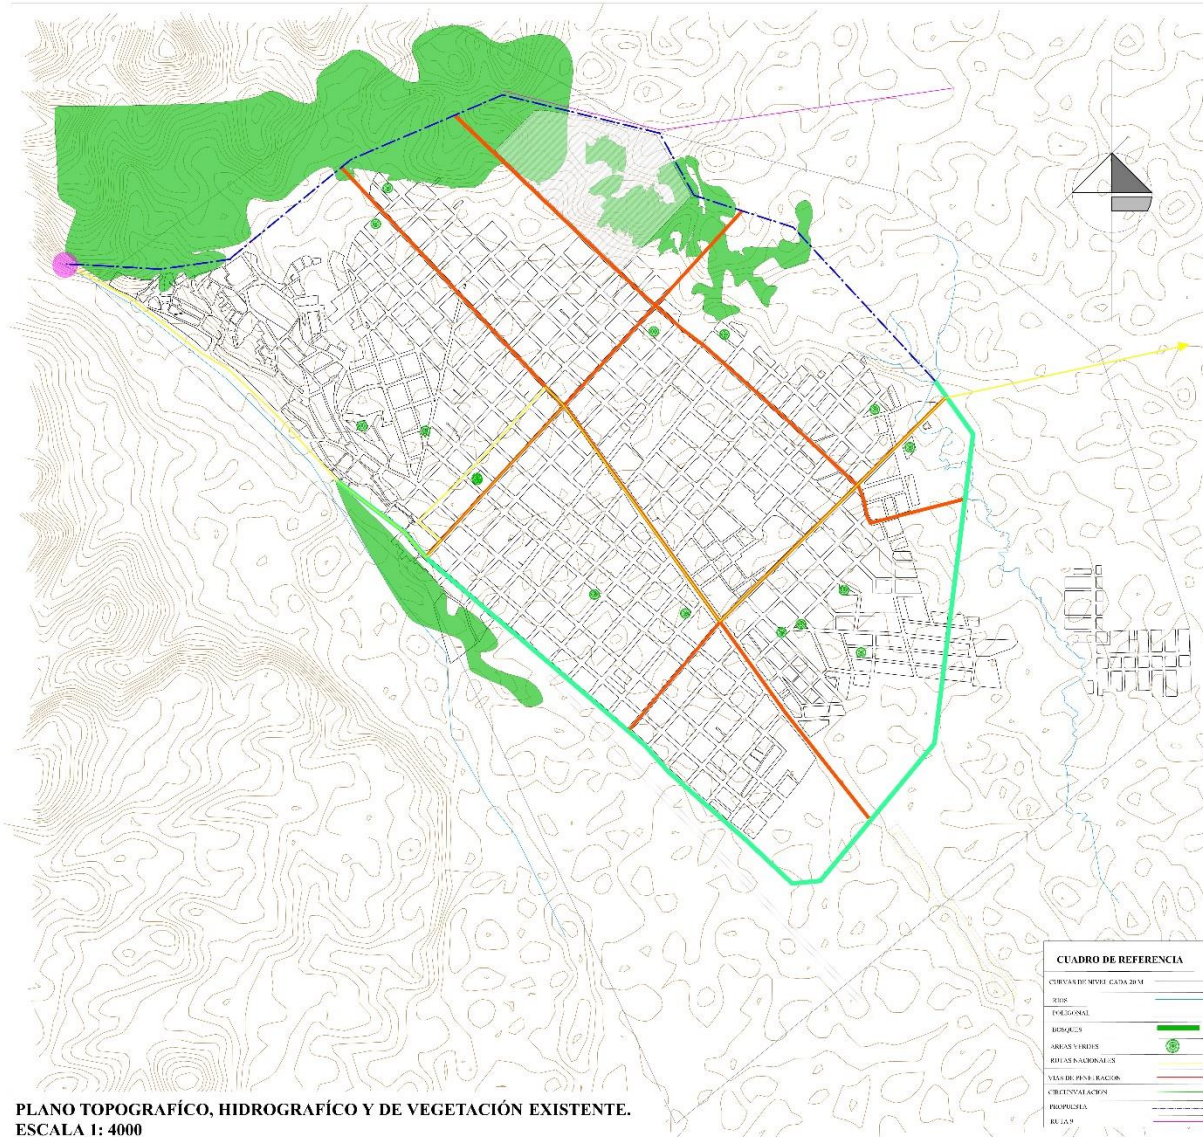 CUADRO DE REFERENCIA
CURVAS DE NIVEL CADA 20 M
RIOS
POLIGONAL
BOSQUES
AREAS VERDES
RUTAS NACIONALES
VIAS DE PENETRACION
CIRCUNVALACION
PROPUESTA
RUTA 9
PLANO TOPOGRAFÍCO, HIDROGRAFÍCO Y DE VEGETACIÓN EXISTENTE.
ESCALA 1: 4000